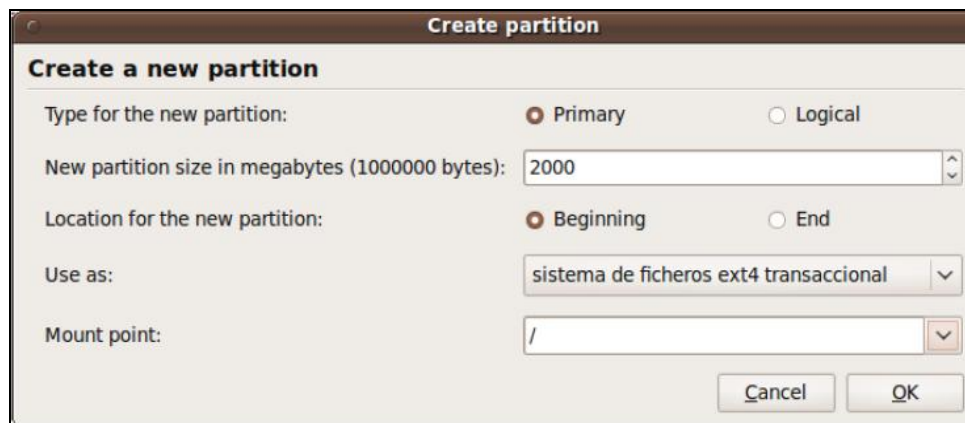 Create partition
Create a new partition
Type for the new partition: Primary Logical
New partition size in megabytes (1000000 bytes): 2000
Location for the new partition: Beginning End
Use as: sistema de ficheros ext4 transaccional
Mount point: /
Cancel OK